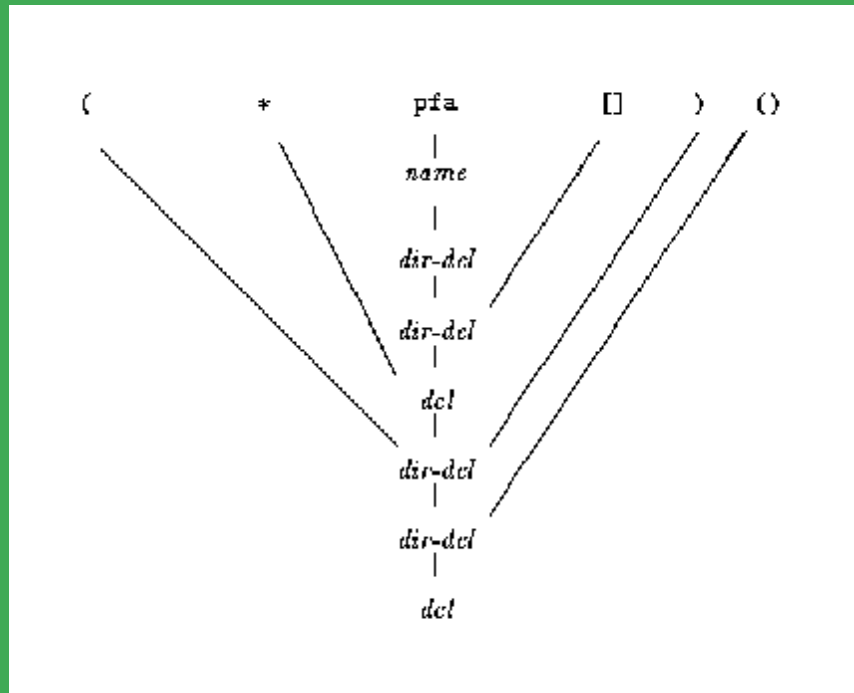 ( * pfa [] ) ()
name
dir-dcl
dir-dcl
dcl
dir-dcl
dir-dcl
dcl